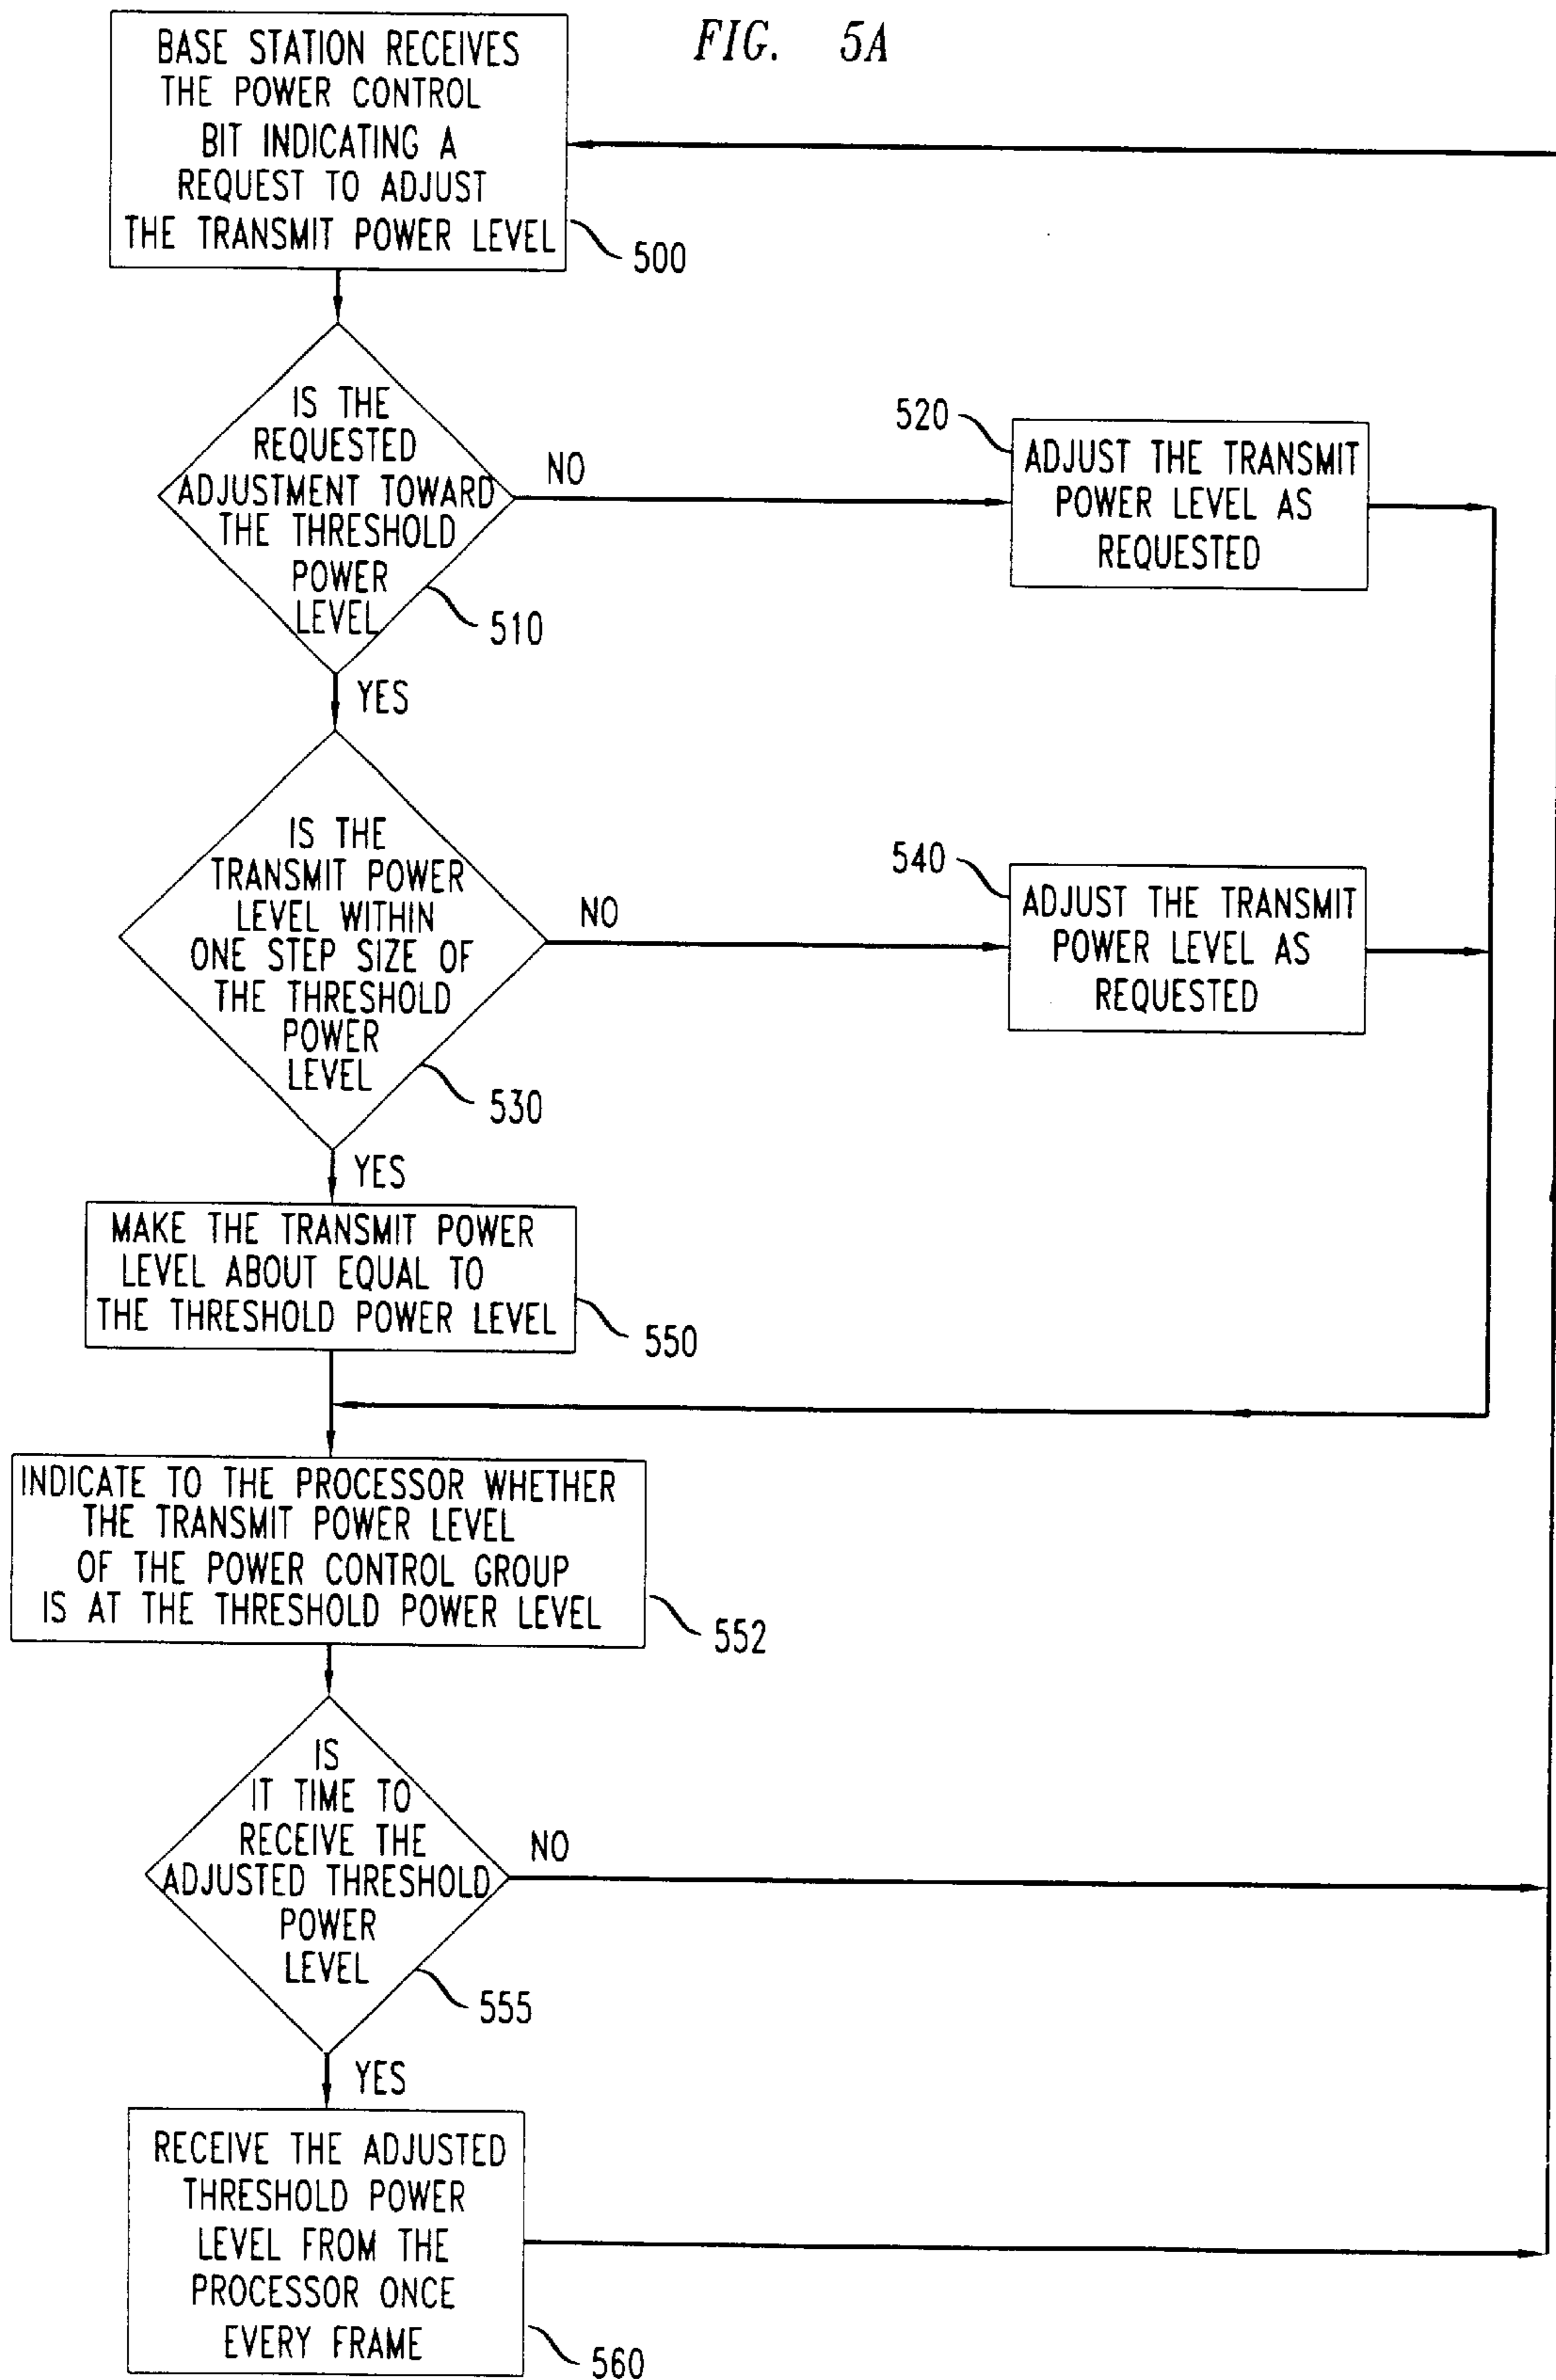 FIG. 5A
BASE STATION RECEIVES
THE POWER CONTROL
BIT INDICATING A
REQUEST TO ADJUST
THE TRANSMIT POWER LEVEL
500
IS THE
REQUESTED
ADJUSTMENT TOWARD
THE THRESHOLD
POWER
LEVEL
510
NO
520
ADJUST THE TRANSMIT
POWER LEVEL AS
REQUESTED
YES
IS THE
TRANSMIT POWER
LEVEL WITHIN
ONE STEP SIZE OF
THE THRESHOLD
POWER
LEVEL
530
NO
540
ADJUST THE TRANSMIT
POWER LEVEL AS
REQUESTED
YES
MAKE THE TRANSMIT POWER
LEVEL ABOUT EQUAL TO
THE THRESHOLD POWER LEVEL
550
INDICATE TO THE PROCESSOR WHETHER
THE TRANSMIT POWER LEVEL
OF THE POWER CONTROL GROUP
IS AT THE THRESHOLD POWER LEVEL
552
IS
IT TIME TO
RECEIVE THE
ADJUSTED THRESHOLD
POWER
LEVEL
555
NO
YES
RECEIVE THE ADJUSTED
THRESHOLD POWER
LEVEL FROM THE
PROCESSOR ONCE
EVERY FRAME
560